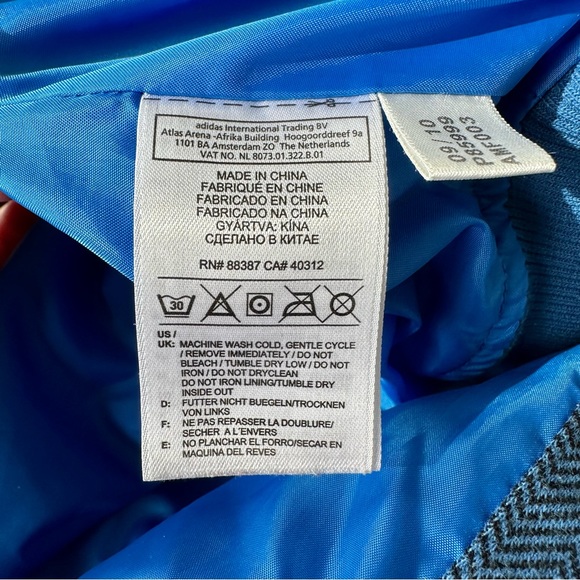 adidas International Trading BV
Atlas Arena -Afrika Building Hoogoorddreef 9a
1101 BA Amsterdam ZO The Netherlands
VAT NO. NL 8073.01.322.B.01
MADE IN CHINA
FABRIQUÉ EN CHINE
FABRICADO EN CHINA
FABRICADO NA CHINA
GYÁRTVA: KÍNA
СДЕЛАНО В КИТАЕ
RN# 88387 CA# 40312
30
US /
UK: MACHINE WASH COLD, GENTLE CYCLE
/ REMOVE IMMEDIATELY / DO NOT
BLEACH / TUMBLE DRY LOW / DO NOT
IRON / DO NOT DRYCLEAN
DO NOT IRON LINING/TUMBLE DRY
INSIDE OUT
D: FUTTER NICHT BUEGELN/TROCKNEN
VON LINKS
F: NE PAS REPASSER LA DOUBLURE/
SECHER A L'ENVERS
E: NO PLANCHAR EL FORRO/SECAR EN
MAQUINA DEL REVES
09 10
P45999
AMF003